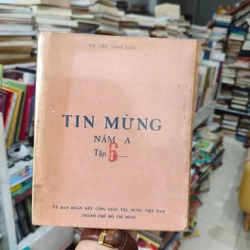 TIN MỪNG
NĂM A
Tập 6
ỦY BAN ĐOÀN KẾT CÔNG GIÁO YÊU NƯỚC VIỆT NAM
THÀNH PHỐ HỒ CHÍ MINH